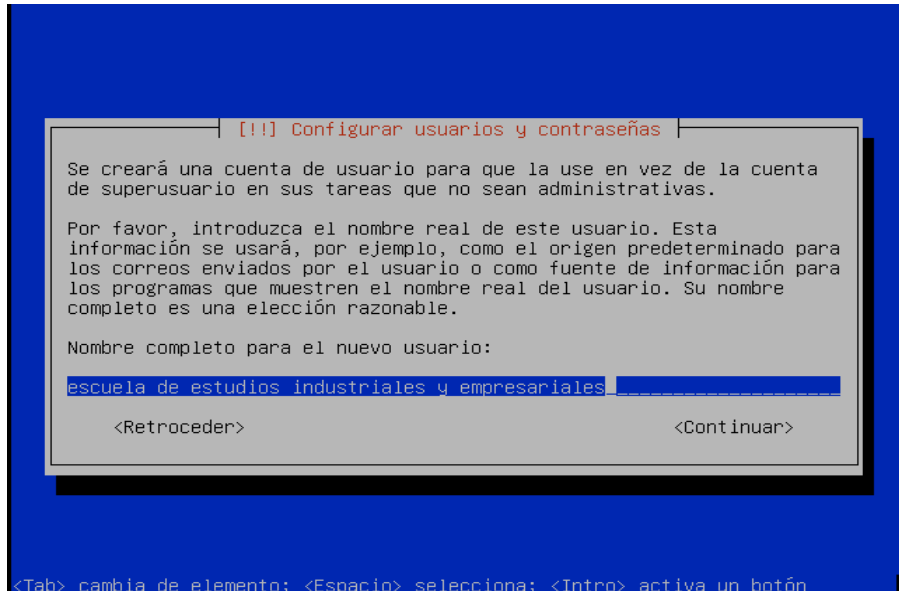 [!!] Configurar usuarios y contraseñas
Se creará una cuenta de usuario para que la use en vez de la cuenta
de superusuario en sus tareas que no sean administrativas.
Por favor, introduzca el nombre real de este usuario. Esta
información se usará, por ejemplo, como el origen predeterminado para
los correos enviados por el usuario o como fuente de información para
los programas que muestren el nombre real del usuario. Su nombre
completo es una elección razonable.
Nombre completo para el nuevo usuario:
escuela de estudios industriales y empresariales_____________________
<Retroceder> <Continuar>
<Tab> cambia de elemento; <Espacio> selecciona; <Intro> activa un botón